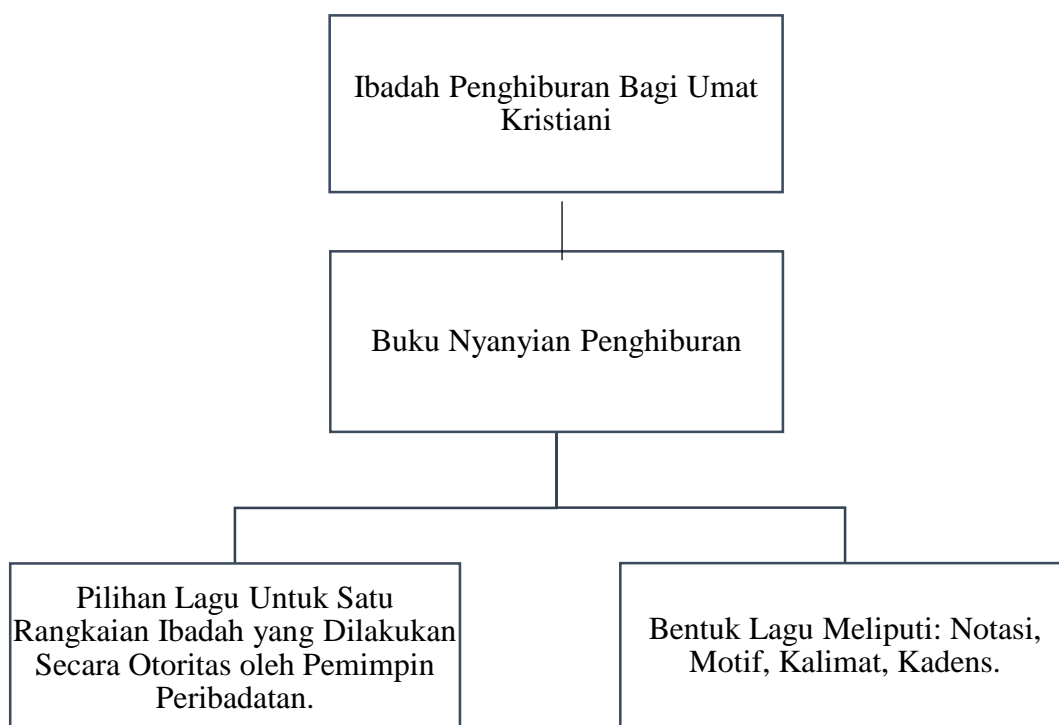 Ibadah Penghiburan Bagi Umat
Kristiani
Buku Nyanyian Penghiburan
Pilihan Lagu Untuk Satu
Rangkaian Ibadah yang Dilakukan
Secara Otoritas oleh Pemimpin
Peribadatan.
Bentuk Lagu Meliputi: Notasi,
Motif, Kalimat, Kadens.